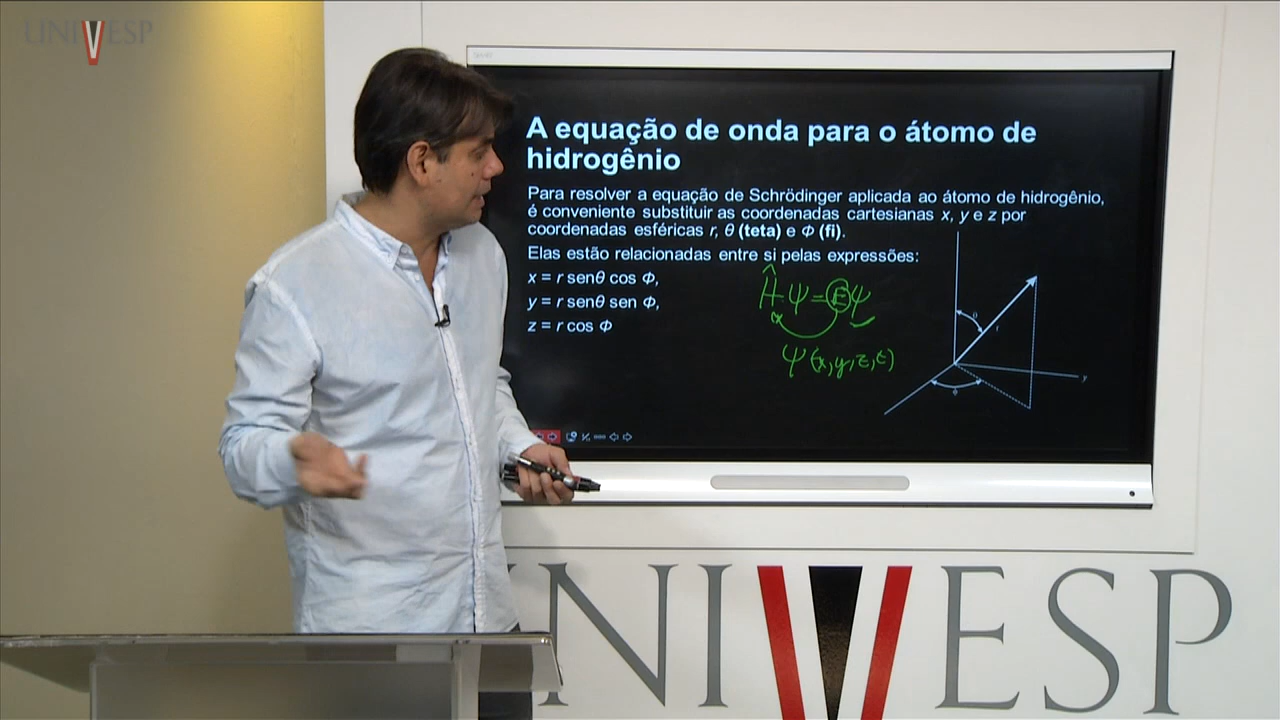 UNIVESP
A equação de onda para o átomo de
hidrogênio
Para resolver a equação de Schrödinger aplicada ao átomo de hidrogênio,
é conveniente substituir as coordenadas cartesianas x, y e z por
coordenadas esféricas r, θ (teta) e Φ (fi).
Elas estão relacionadas entre si pelas expressões:
x = r senθ cos Φ,
y = r senθ sen Φ,
z = r cos Φ
Ĥψ = Eψ
ψ(x,y,z,t)
θ
r
y
Φ
UNIVESP